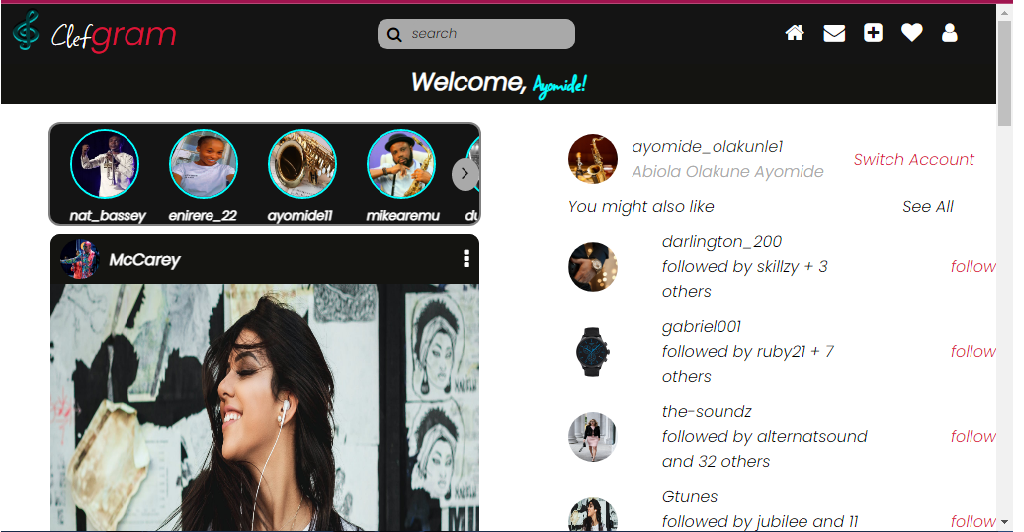 Clefgram
search
Welcome, Ayomide!
nat_bassey
enirere_22
ayomide11
mikearemu
du
McCarey
ayomide_olakunle1
Abiola Olakune Ayomide
Switch Account
You might also like
See All
darlington_200
followed by skillzy + 3
others
follow
gabriel001
followed by ruby21 + 7
others
follow
the-soundz
followed by alternatsound
and 32 others
follow
Gtunes
followed by jubilee and 11
follow